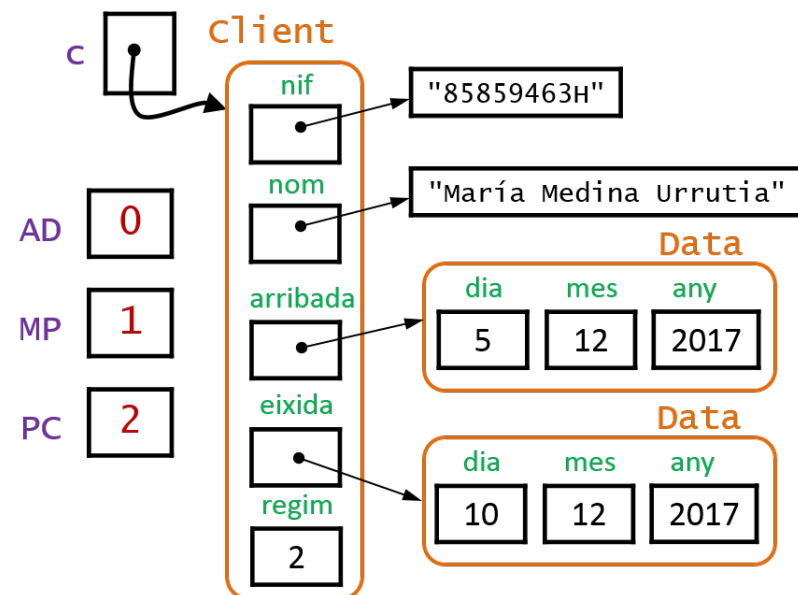 c
Client
nif
"85859463H"
nom
"María Medina Urrutia"
AD 0
Data
arribada
dia mes any
5 12 2017
MP 1
eixida
Data
PC 2
dia mes any
10 12 2017
regim
2